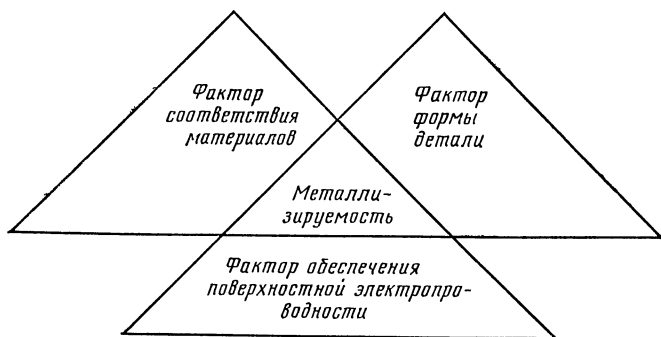 Фактор
соответствия
материалов
Фактор
формы
детали
Металли-
зируемость
Фактор обеспечения
поверхностной электропро-
водности